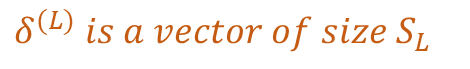 δ⁽ᴸ⁾ is a vector of size S_L